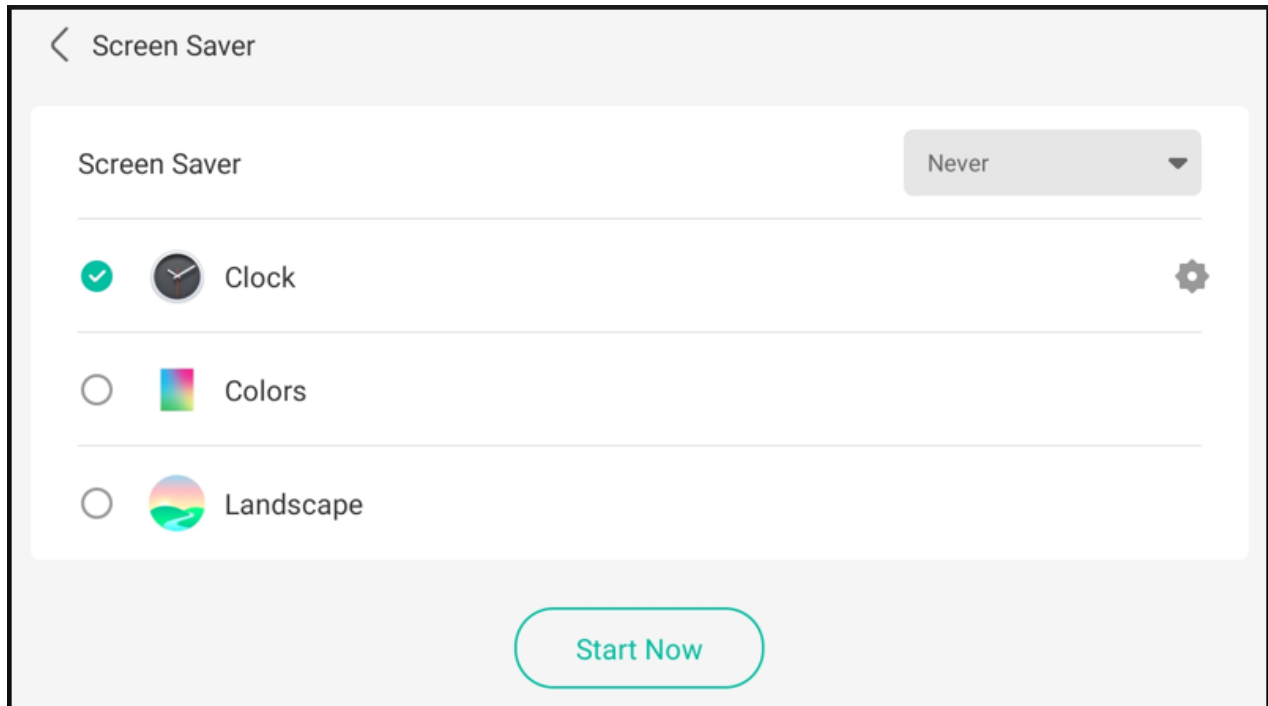 Screen Saver
Screen Saver
Never
Clock
Colors
Landscape
Start Now